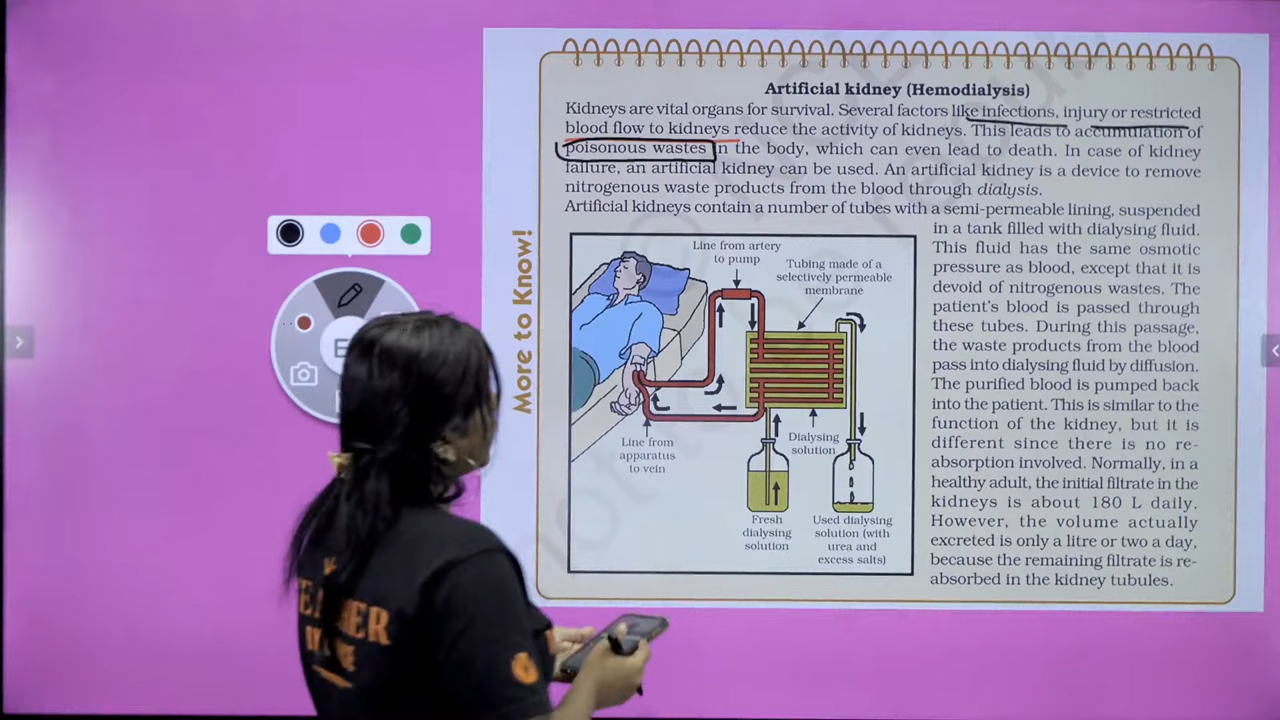 Artificial kidney (Hemodialysis)
Kidneys are vital organs for survival. Several factors like infections, injury or restricted
blood flow to kidneys reduce the activity of kidneys. This leads to accumulation of
poisonous wastes in the body, which can even lead to death. In case of kidney
failure, an artificial kidney can be used. An artificial kidney is a device to remove
nitrogenous waste products from the blood through dialysis.
Artificial kidneys contain a number of tubes with a semi-permeable lining, suspended
in a tank filled with dialysing fluid.
This fluid has the same osmotic
pressure as blood, except that it is
devoid of nitrogenous wastes. The
patient's blood is passed through
these tubes. During this passage,
the waste products from the blood
pass into dialysing fluid by diffusion.
The purified blood is pumped back
into the patient. This is similar to the
function of the kidney, but it is
different since there is no re-
absorption involved. Normally, in a
healthy adult, the initial filtrate in the
kidneys is about 180 L daily.
However, the volume actually
excreted is only a litre or two a day,
because the remaining filtrate is re-
absorbed in the kidney tubules.
More to Know!
Line from artery
to pump
Tubing made of a
selectively permeable
membrane
Line from
apparatus
to vein
Dialysing
solution
Fresh
dialysing
solution
Used dialysing
solution (with
urea and
excess salts)